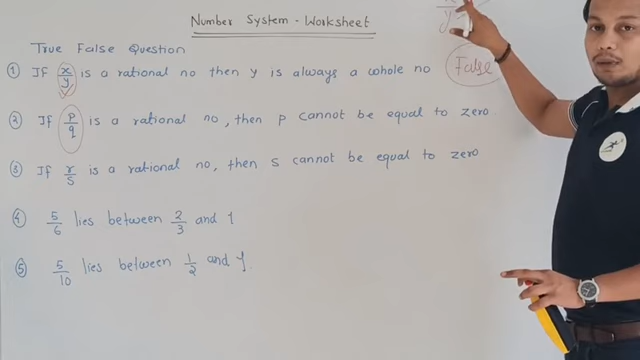 Number System - Worksheet
True False Question
① If x/y is a rational no then y is always a whole no
False
② If p/q is a rational no, then p cannot be equal to zero.
③ If r/s is a rational no, then s cannot be equal to zero
④ 5/6 lies between 2/3 and 1
⑤ 5/10 lies between 1/2 and 1.